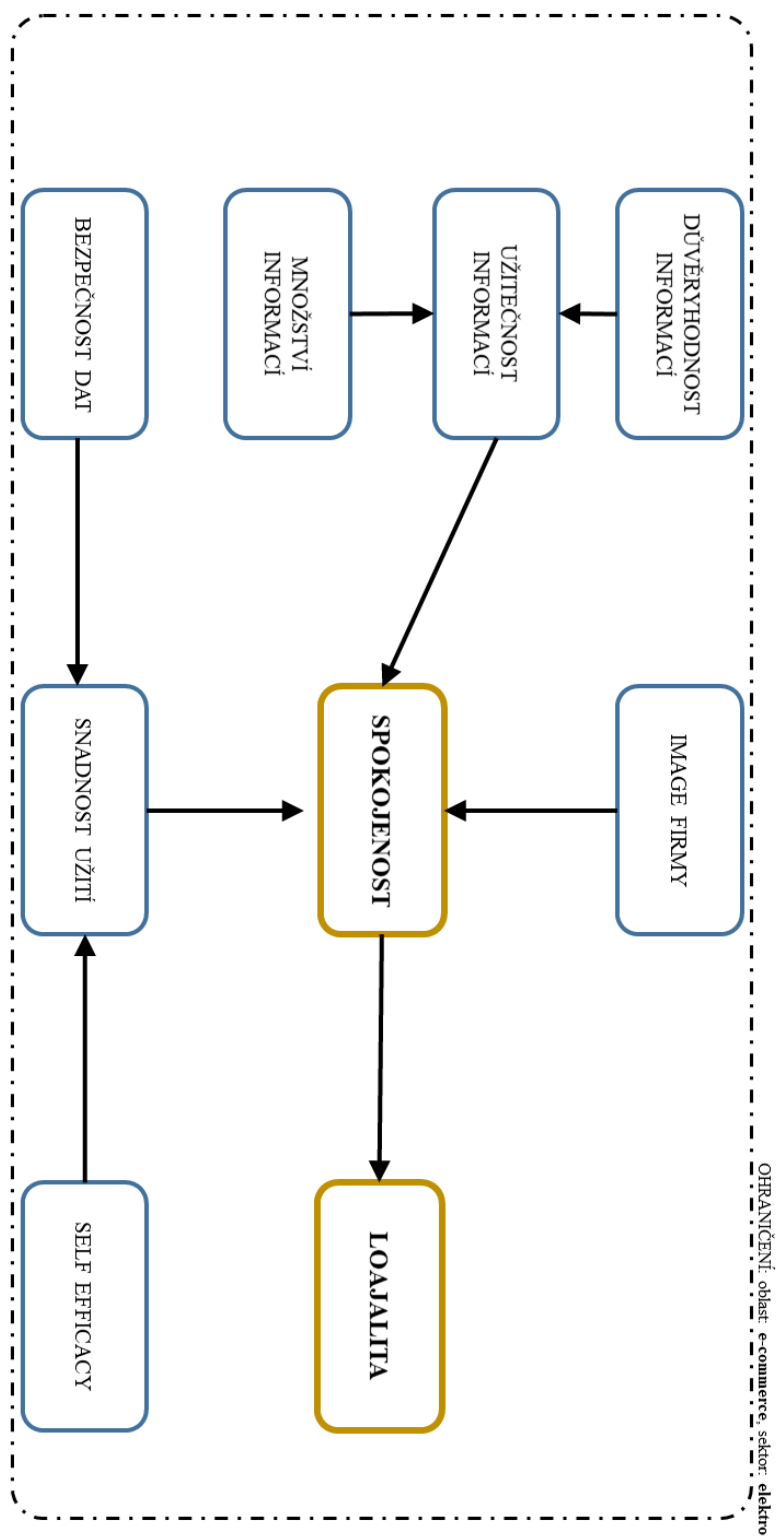 OHRANIČENÍ: oblast: e-commerce, sektor: elektro
DŮVĚRYHODNOST
INFORMACÍ
IMAGE FIRMY
UŽITEČNOST
INFORMACÍ
SPOKOJENOST
LOAJALITA
MNOŽSTVÍ
INFORMACÍ
BEZPEČNOST DAT
SNADNOST UŽITÍ
SELF EFFICACY